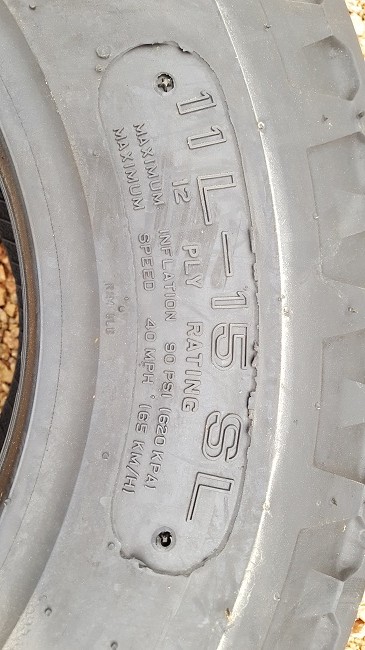 11L-15 SL
12 PLY RATING
MAXIMUM INFLATION 90 PSI (620 KPA)
MAXIMUM SPEED 40 MPH (65 KM/H)